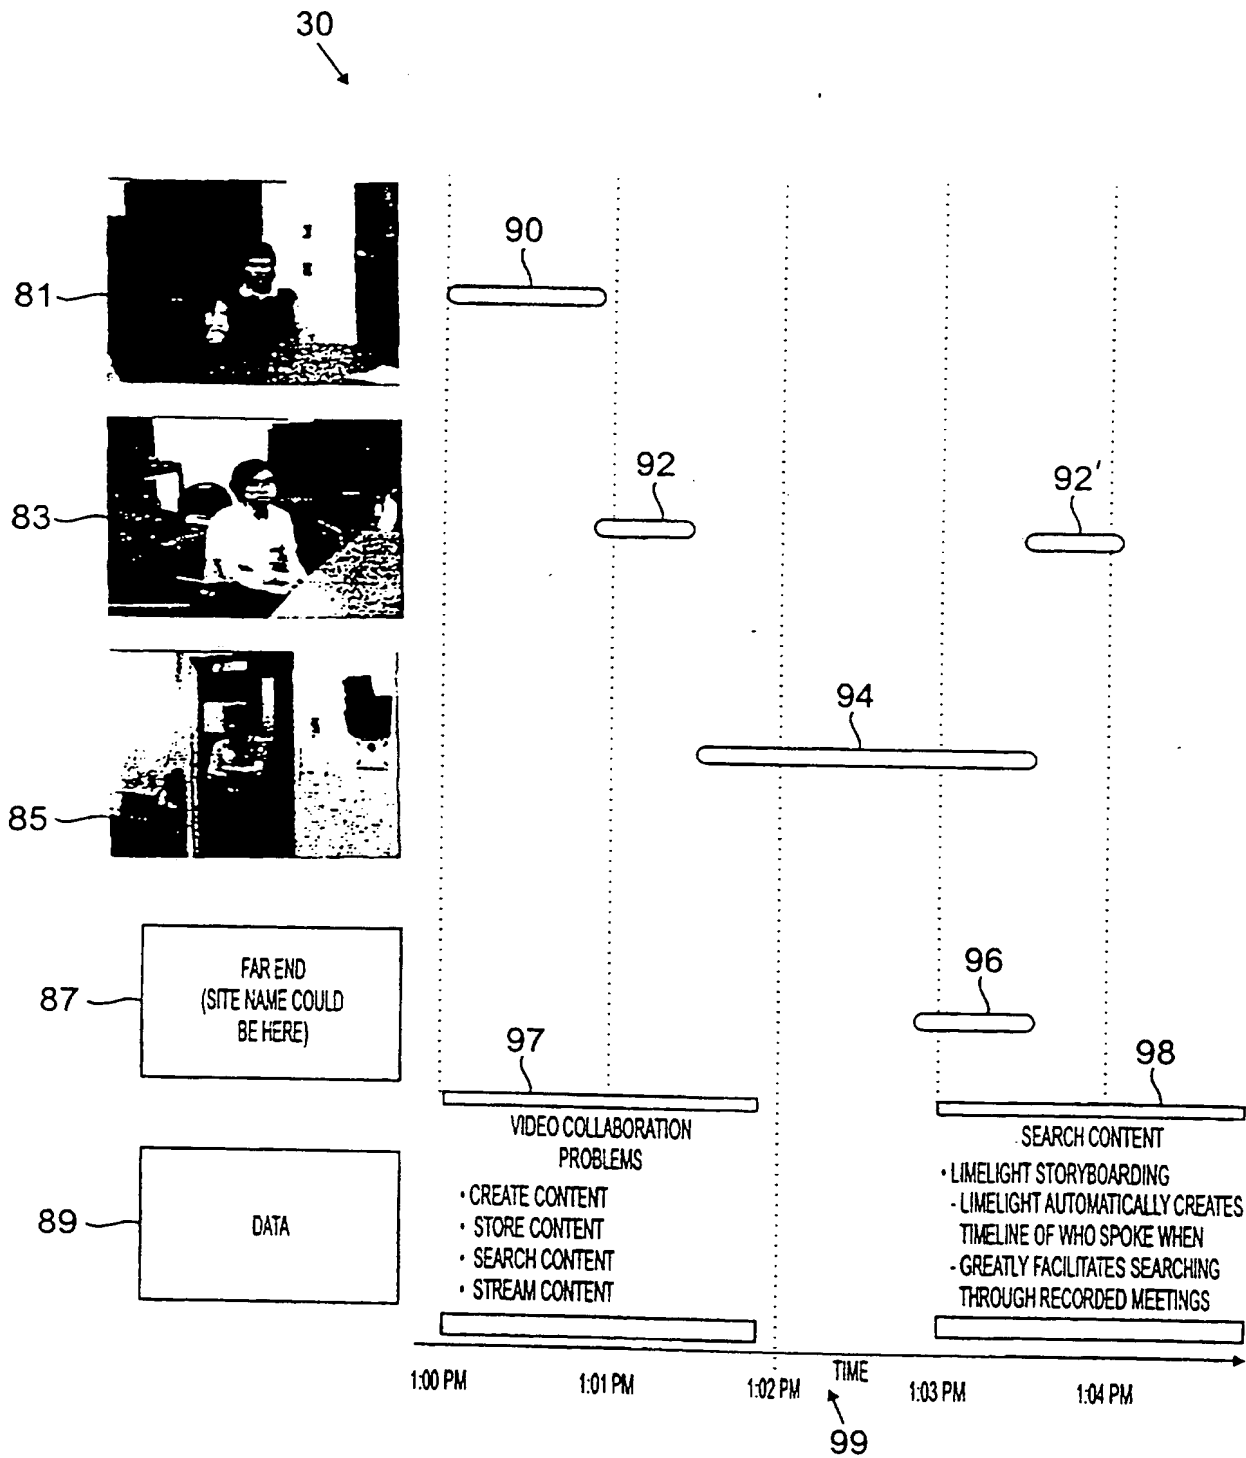 30
90
81
92
92'
83
94
85
FAR END
(SITE NAME COULD
BE HERE)
87
96
97
98
VIDEO COLLABORATION
PROBLEMS
• CREATE CONTENT
• STORE CONTENT
• SEARCH CONTENT
• STREAM CONTENT
SEARCH CONTENT
• LIMELIGHT STORYBOARDING
- LIMELIGHT AUTOMATICALLY CREATES
TIMELINE OF WHO SPOKE WHEN
- GREATLY FACILITATES SEARCHING
THROUGH RECORDED MEETINGS
89
DATA
TIME
1:00 PM
1:01 PM
1:02 PM
1:03 PM
1:04 PM
99